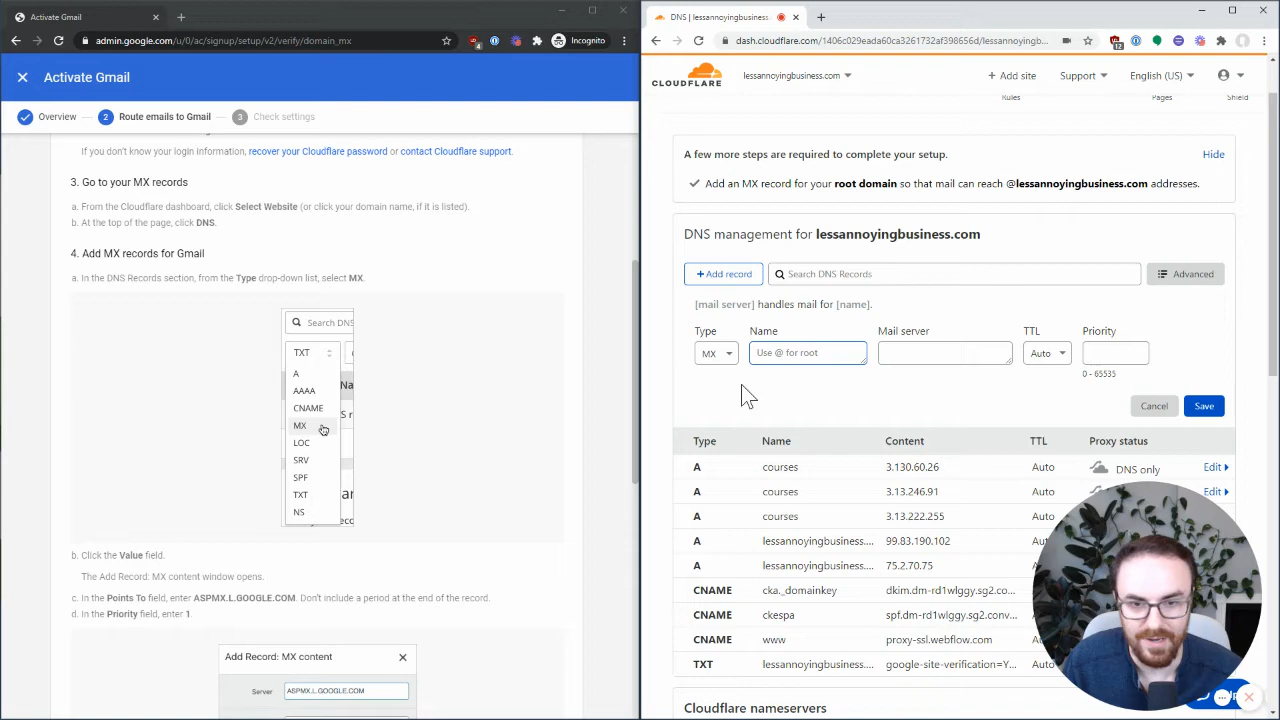 Activate Gmail
admin.google.com/u/0/ac/signup/setup/v2/verify/domain_mx
4
Incognito
Activate Gmail
Overview
2
Route emails to Gmail
3
Check settings
If you don't know your login information, recover your Cloudflare password or contact Cloudflare support.
3. Go to your MX records
a. From the Cloudflare dashboard, click Select Website (or click your domain name, if it is listed).
b. At the top of the page, click DNS.
4. Add MX records for Gmail
a. In the DNS Records section, from the Type drop-down list, select MX.
Search DNS
TXT
A
AAAA
CNAME
MX
LOC
SRV
SPF
TXT
NS
b. Click the Value field.
The Add Record: MX content window opens.
c. In the Points To field, enter ASPMX.L.GOOGLE.COM. Don't include a period at the end of the record.
d. In the Priority field, enter 1.
Add Record: MX content
Server
ASPMX.L.GOOGLE.COM
DNS | lessannoyingbusiness
dash.cloudflare.com/1406c029eada60ca3261732af398656d/lessannoyingb...
12
CLOUDFLARE
lessannoyingbusiness.com
+ Add site
Support
English (US)
Rules
Pages
Shield
A few more steps are required to complete your setup.
Hide
Add an MX record for your root domain so that mail can reach @lessannoyingbusiness.com addresses.
DNS management for lessannoyingbusiness.com
+ Add record
Search DNS Records
Advanced
[mail server] handles mail for [name].
Type
Name
Mail server
TTL
Priority
MX
Use @ for root
Auto
0 - 65535
Cancel
Save
Type Name Content TTL Proxy status
A courses 3.130.60.26 Auto DNS only Edit
A courses 3.13.246.91 Auto Edit
A courses 3.13.222.255 Auto
A lessannoyingbusiness.... 99.83.190.102 Auto
A lessannoyingbusiness.... 75.2.70.75 Auto
CNAME cka._domainkey dkim.dm-rd1wlggy.sg2.co... Auto
CNAME ckespa spf.dm-rd1wlggy.sg2.conv... Auto
CNAME www proxy-ssl.webflow.com Auto
TXT lessannoyingbusiness.... google-site-verification=Y... Auto
Cloudflare nameservers